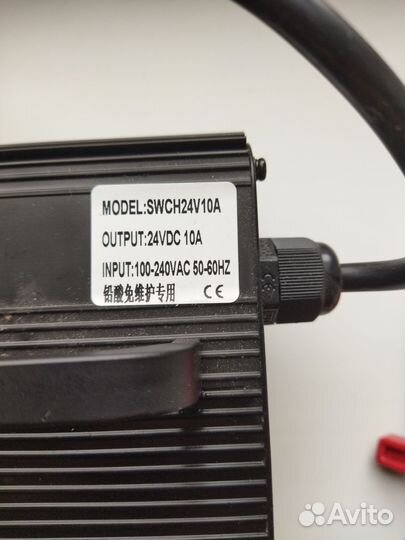 MODEL:SWCH24V10A
OUTPUT:24VDC 10A
INPUT:100-240VAC 50-60HZ
铅酸免维护专用 CE
Avito